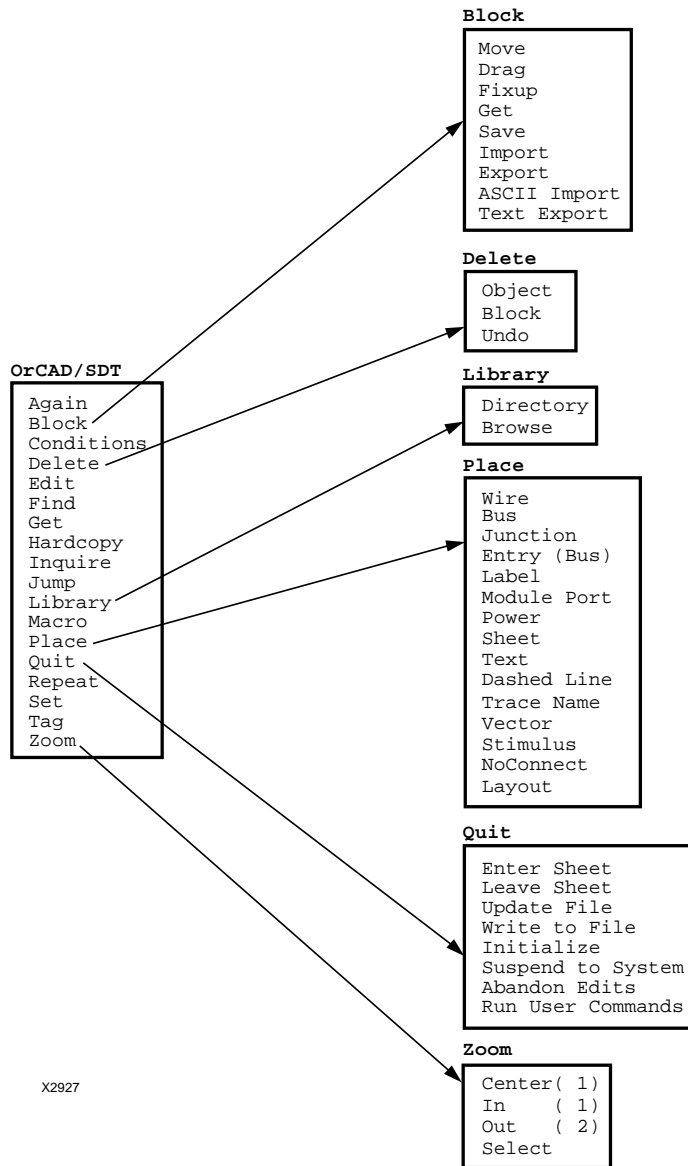 OrCAD/SDT
Again
Block
Conditions
Delete
Edit
Find
Get
Hardcopy
Inquire
Jump
Library
Macro
Place
Quit
Repeat
Set
Tag
Zoom
Block
Move
Drag
Fixup
Get
Save
Import
Export
ASCII Import
Text Export
Delete
Object
Block
Undo
Library
Directory
Browse
Place
Wire
Bus
Junction
Entry (Bus)
Label
Module Port
Power
Sheet
Text
Dashed Line
Trace Name
Vector
Stimulus
NoConnect
Layout
Quit
Enter Sheet
Leave Sheet
Update File
Write to File
Initialize
Suspend to System
Abandon Edits
Run User Commands
Zoom
Center( 1)
In    ( 1)
Out   ( 2)
Select
X2927